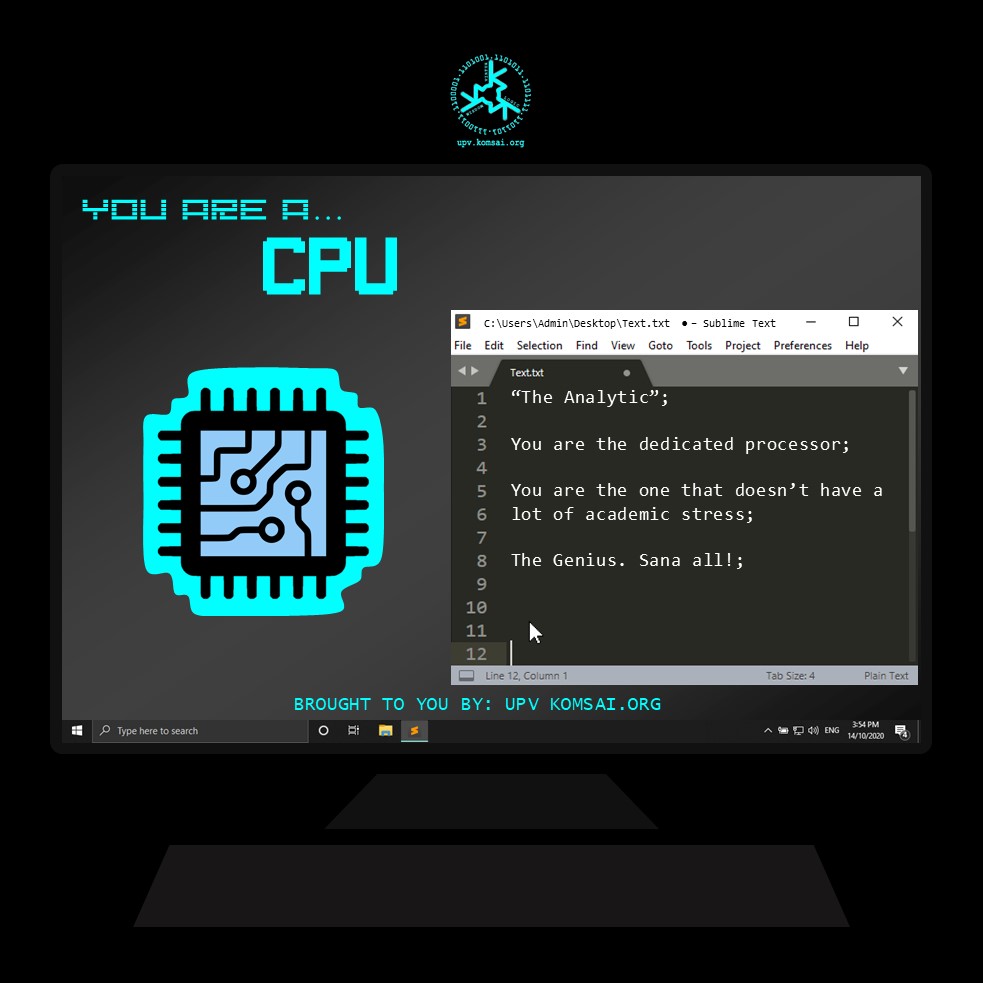 upv.komsai.org
YOU ARE A...
CPU
C:\Users\Admin\Desktop\Text.txt ● - Sublime Text
File Edit Selection Find View Goto Tools Project Preferences Help
Text.txt
1 “The Analytic”;
2
3 You are the dedicated processor;
4
5 You are the one that doesn’t have a
6 lot of academic stress;
7
8 The Genius. Sana all!;
9
10
11
12
Line 12, Column 1 Tab Size: 4 Plain Text
BROUGHT TO YOU BY: UPV KOMSAI.ORG
Type here to search
ENG
3:54 PM
14/10/2020
4